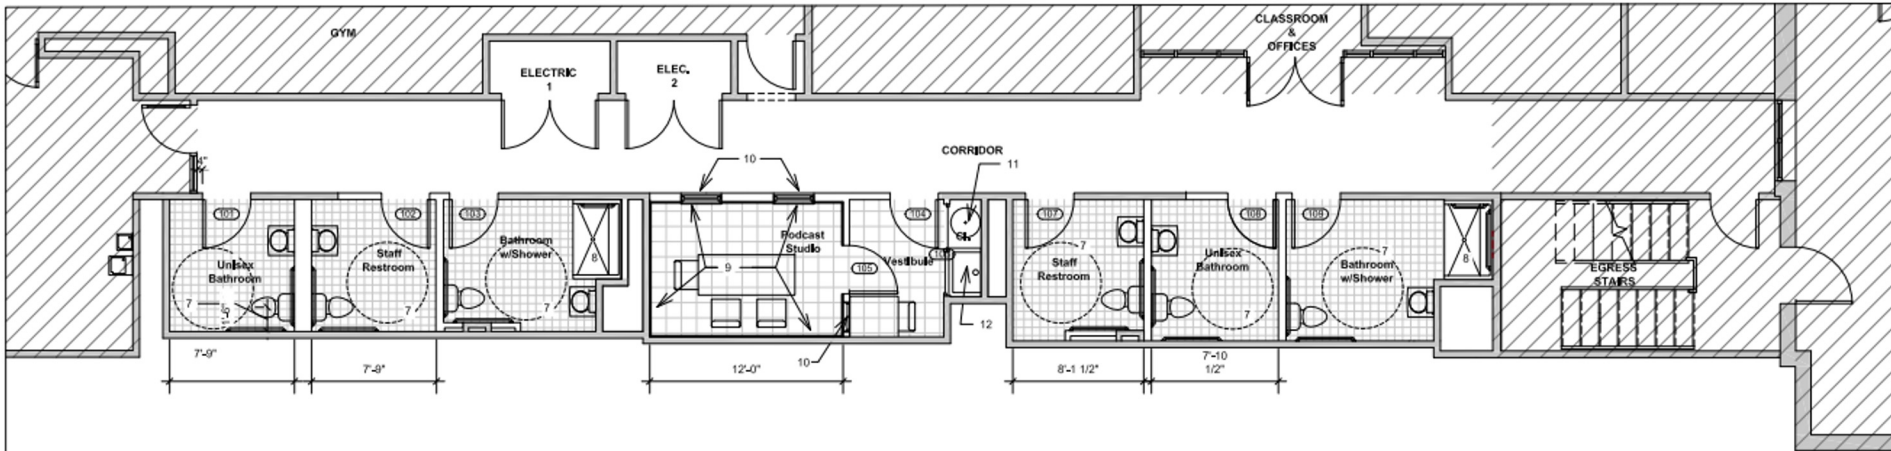 GYM
CLASSROOM
&
OFFICES
ELECTRIC
1
ELEC.
2
CORRIDOR
11
10
4"
101
102
103
104
107
108
109
Unisex
Bathroom
7
Staff
Restroom
7
Bathroom
w/Shower
7
8
Podcast
Studio
9
105
Vestibule
10
12
Staff
Restroom
7
Unisex
Bathroom
7
Bathroom
w/Shower
7
8
EGRESS
STAIRS
7'-9"
7'-8"
12'-0"
8'-1 1/2"
7'-10
1/2"